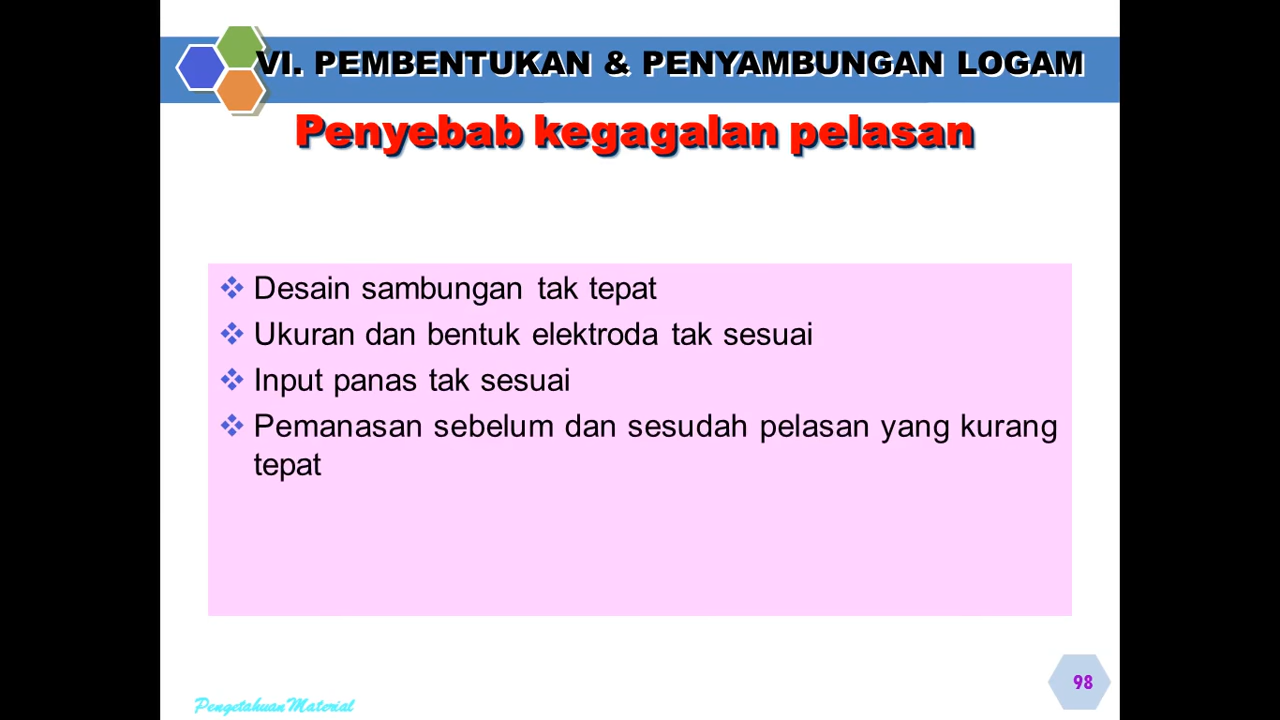 VI. PEMBENTUKAN & PENYAMBUNGAN LOGAM
Penyebab kegagalan pelasan
Desain sambungan tak tepat
Ukuran dan bentuk elektroda tak sesuai
Input panas tak sesuai
Pemanasan sebelum dan sesudah pelasan yang kurang
tepat
98
Pengetahuan Material